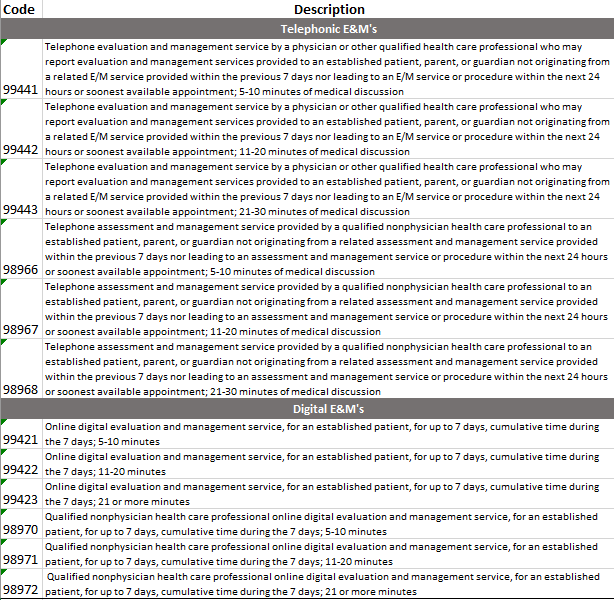 Code Description
Telephonic E&M's
Telephone evaluation and management service by a physician or other qualified health care professional who may
report evaluation and management services provided to an established patient, parent, or guardian not originating from
a related E/M service provided within the previous 7 days nor leading to an E/M service or procedure within the next 24
99441 hours or soonest available appointment; 5-10 minutes of medical discussion
Telephone evaluation and management service by a physician or other qualified health care professional who may
report evaluation and management services provided to an established patient, parent, or guardian not originating from
a related E/M service provided within the previous 7 days nor leading to an E/M service or procedure within the next 24
99442 hours or soonest available appointment; 11-20 minutes of medical discussion
Telephone evaluation and management service by a physician or other qualified health care professional who may
report evaluation and management services provided to an established patient, parent, or guardian not originating from
a related E/M service provided within the previous 7 days nor leading to an E/M service or procedure within the next 24
99443 hours or soonest available appointment; 21-30 minutes of medical discussion
Telephone assessment and management service provided by a qualified nonphysician health care professional to an
established patient, parent, or guardian not originating from a related assessment and management service provided
within the previous 7 days nor leading to an assessment and management service or procedure within the next 24 hours
98966 or soonest available appointment; 5-10 minutes of medical discussion
Telephone assessment and management service provided by a qualified nonphysician health care professional to an
established patient, parent, or guardian not originating from a related assessment and management service provided
within the previous 7 days nor leading to an assessment and management service or procedure within the next 24 hours
98967 or soonest available appointment; 11-20 minutes of medical discussion
Telephone assessment and management service provided by a qualified nonphysician health care professional to an
established patient, parent, or guardian not originating from a related assessment and management service provided
within the previous 7 days nor leading to an assessment and management service or procedure within the next 24 hours
98968 or soonest available appointment; 21-30 minutes of medical discussion
Digital E&M's
Online digital evaluation and management service, for an established patient, for up to 7 days, cumulative time during
99421 the 7 days; 5-10 minutes
Online digital evaluation and management service, for an established patient, for up to 7 days, cumulative time during
99422 the 7 days; 11-20 minutes
Online digital evaluation and management service, for an established patient, for up to 7 days, cumulative time during
99423 the 7 days; 21 or more minutes
Qualified nonphysician health care professional online digital evaluation and management service, for an established
98970 patient, for up to 7 days, cumulative time during the 7 days; 5-10 minutes
Qualified nonphysician health care professional online digital evaluation and management service, for an established
98971 patient, for up to 7 days, cumulative time during the 7 days; 11-20 minutes
Qualified nonphysician health care professional online digital evaluation and management service, for an established
98972 patient, for up to 7 days, cumulative time during the 7 days; 21 or more minutes